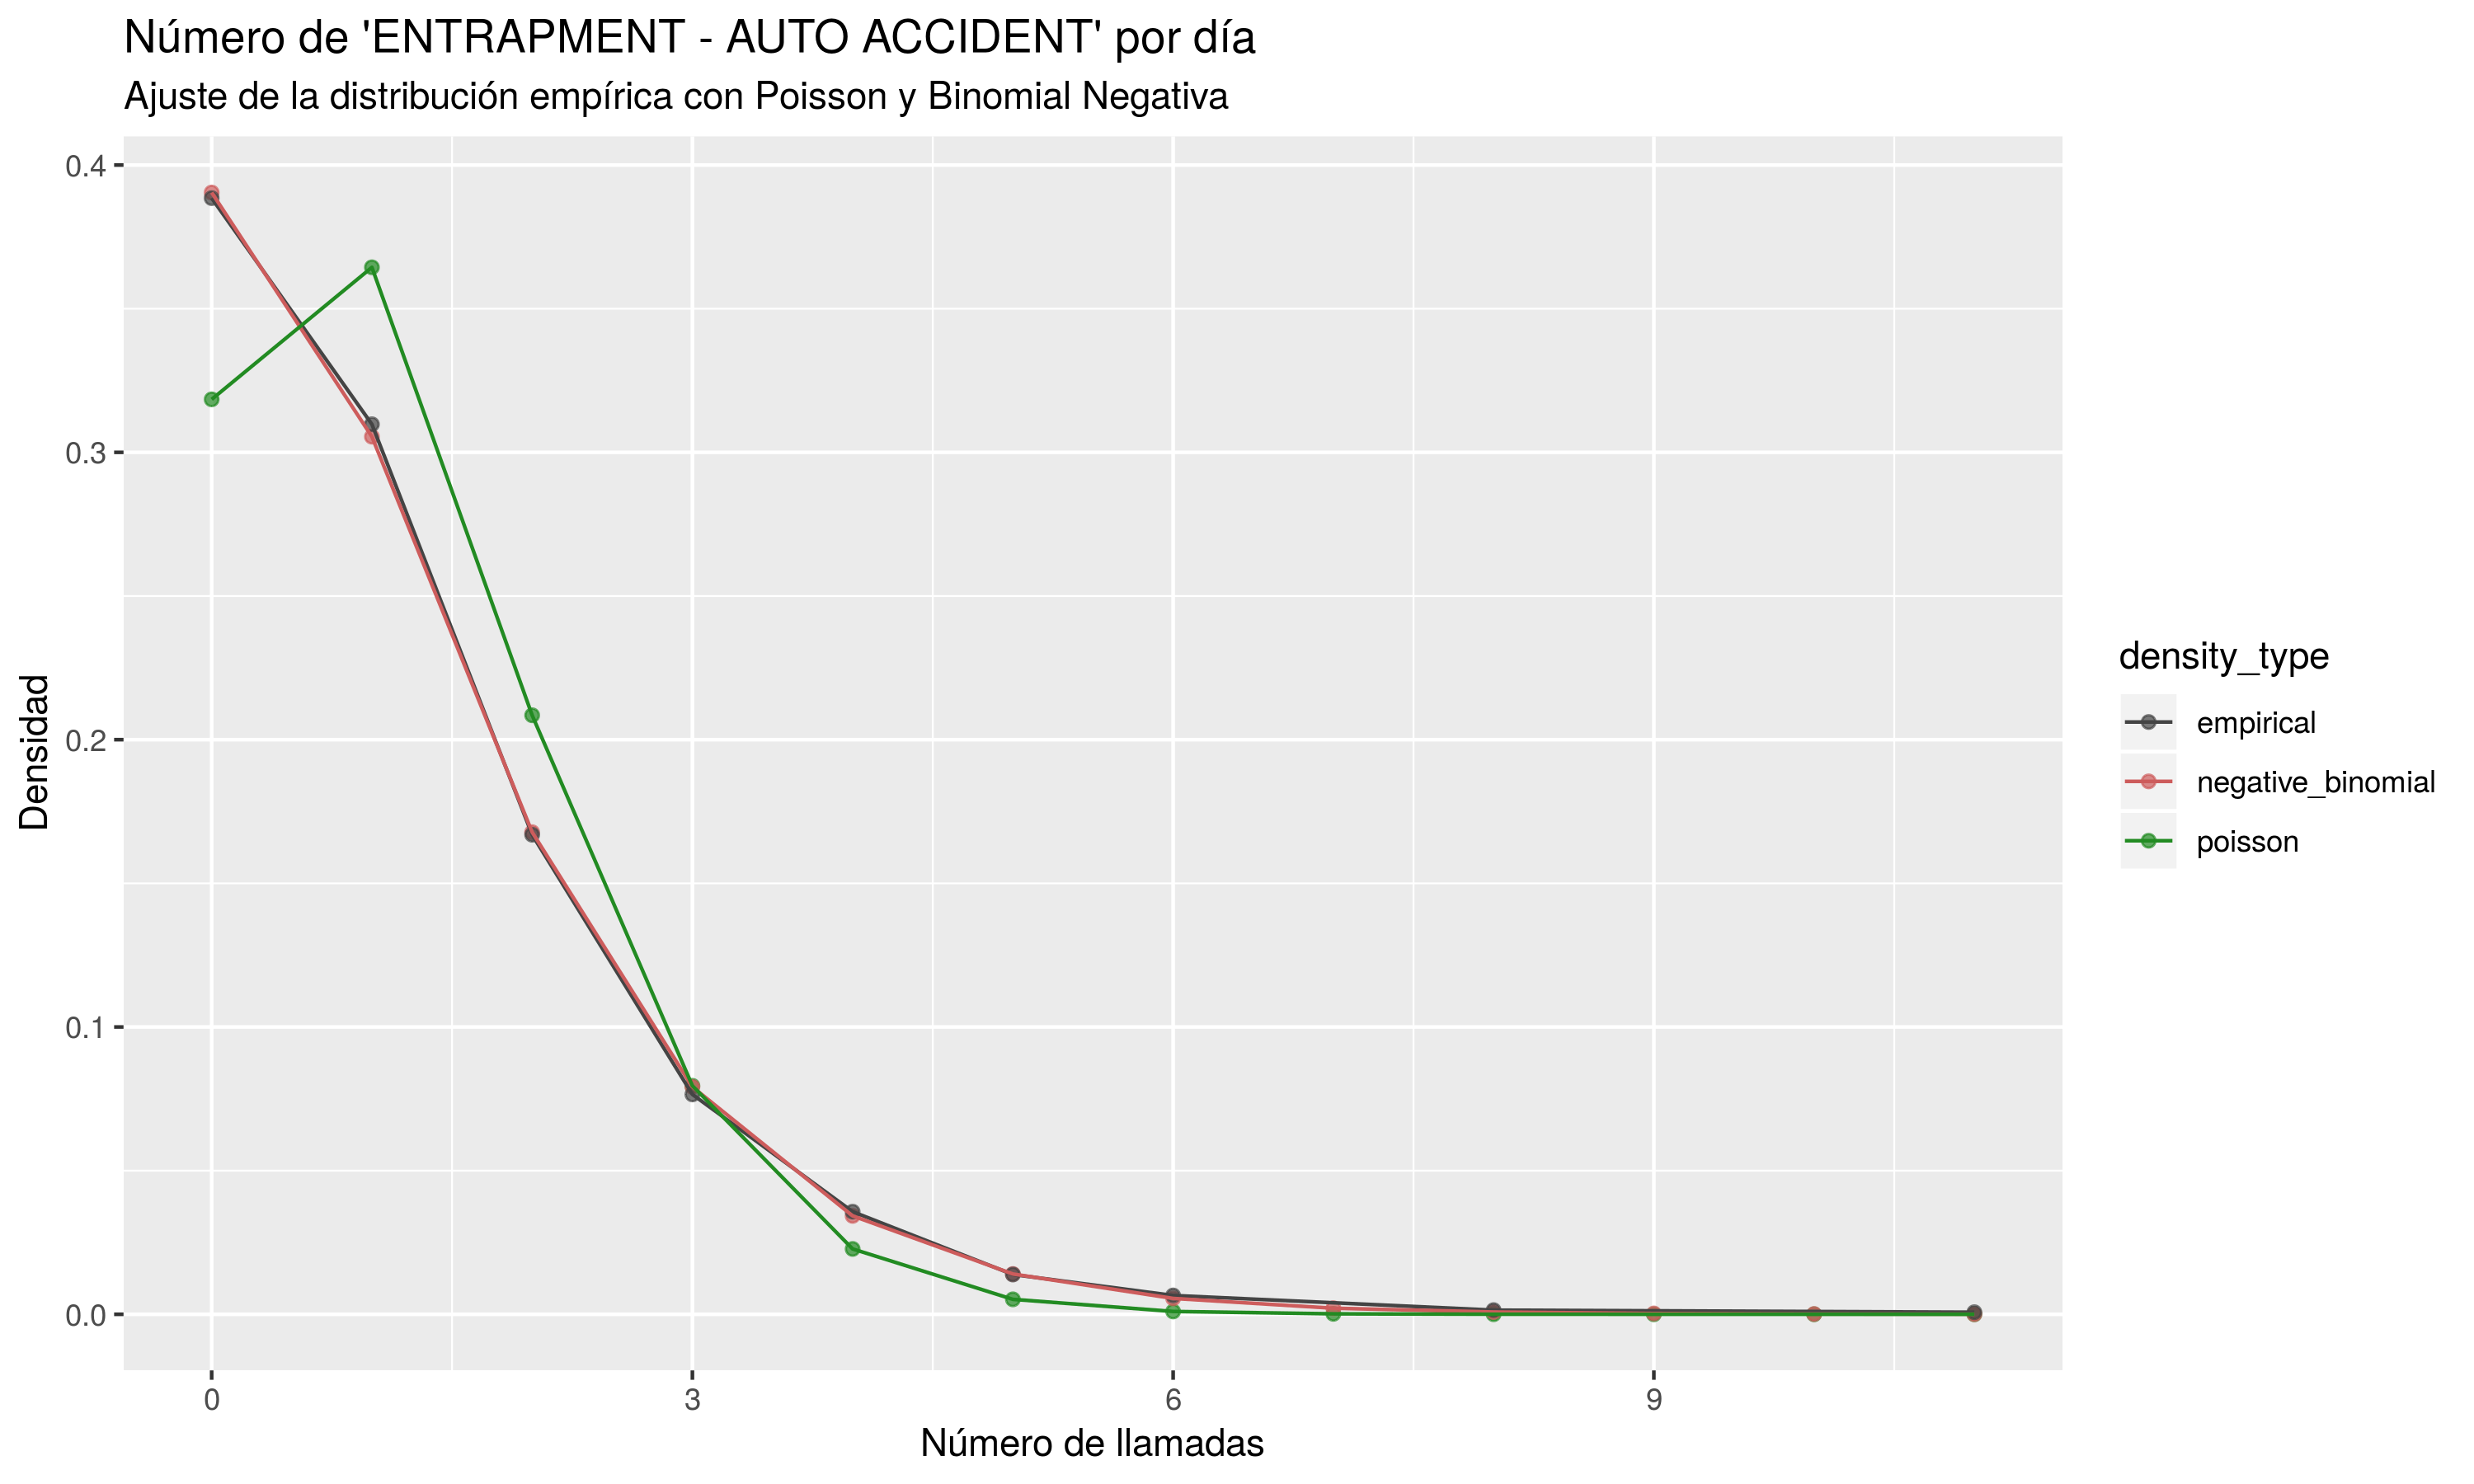 Número de 'ENTRAPMENT - AUTO ACCIDENT' por día
Ajuste de la distribución empírica con Poisson y Binomial Negativa
0.4
0.3
0.2
0.1
0.0
Densidad
0
3
6
9
Número de llamadas
density_type
empirical
negative_binomial
poisson